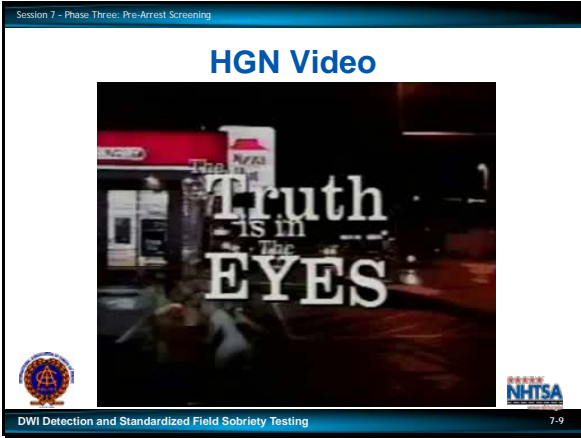 Session 7 - Phase Three: Pre-Arrest Screening
HGN Video
The
Truth
is in
The
EYES
NHTSA
DWI Detection and Standardized Field Sobriety Testing
7-9